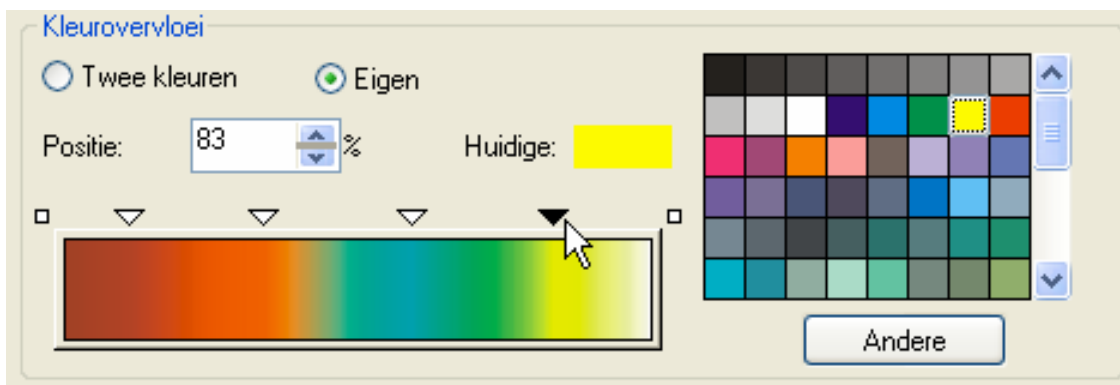 Kleurovervloei
Twee kleuren Eigen
Positie: 83 % Huidige:
Andere